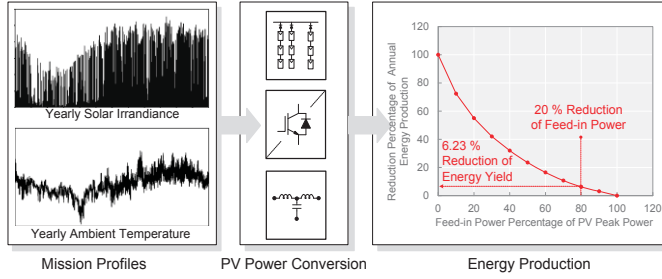 Yearly Solar Irrandiance
Yearly Ambient Temperature
Mission Profiles
PV Power Conversion
Reduction Percentage of Annual
Energy Production
120
100
80
60
40
20
0
20 % Reduction
of Feed-in Power
6.23 %
Reduction of
Energy Yield
0 20 40 60 80 100 120
Feed-in Power Percentage of PV Peak Power
Energy Production